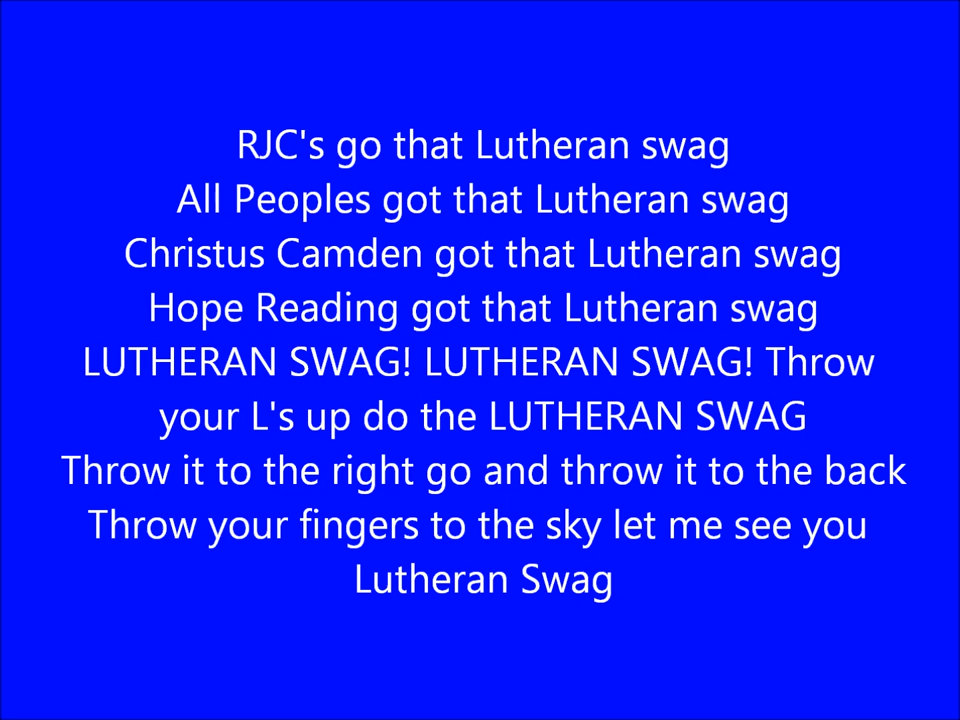 RJC's go that Lutheran swag
All Peoples got that Lutheran swag
Christus Camden got that Lutheran swag
Hope Reading got that Lutheran swag
LUTHERAN SWAG! LUTHERAN SWAG! Throw
your L's up do the LUTHERAN SWAG
Throw it to the right go and throw it to the back
Throw your fingers to the sky let me see you
Lutheran Swag